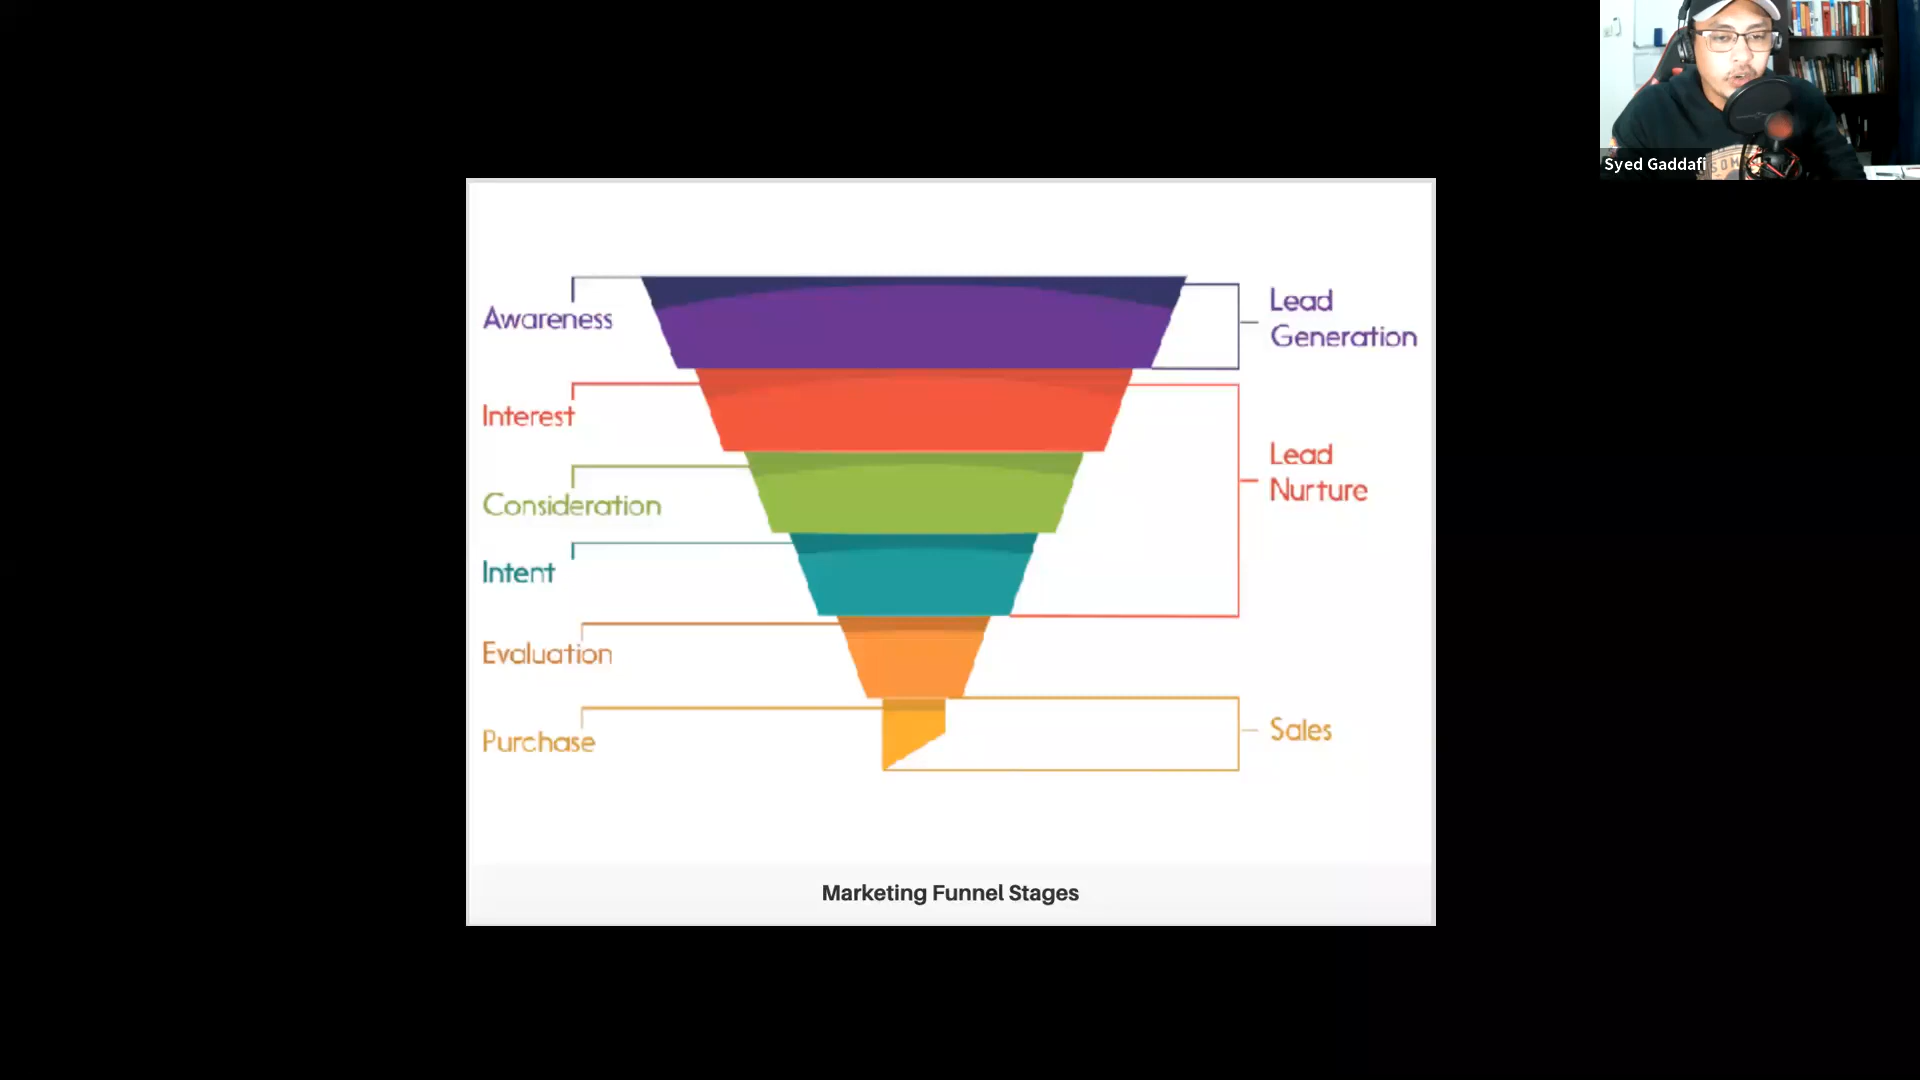 Syed Gaddafi
Awareness
Lead
Generation
Interest
Lead
Nurture
Consideration
Intent
Evaluation
Purchase
Sales
Marketing Funnel Stages